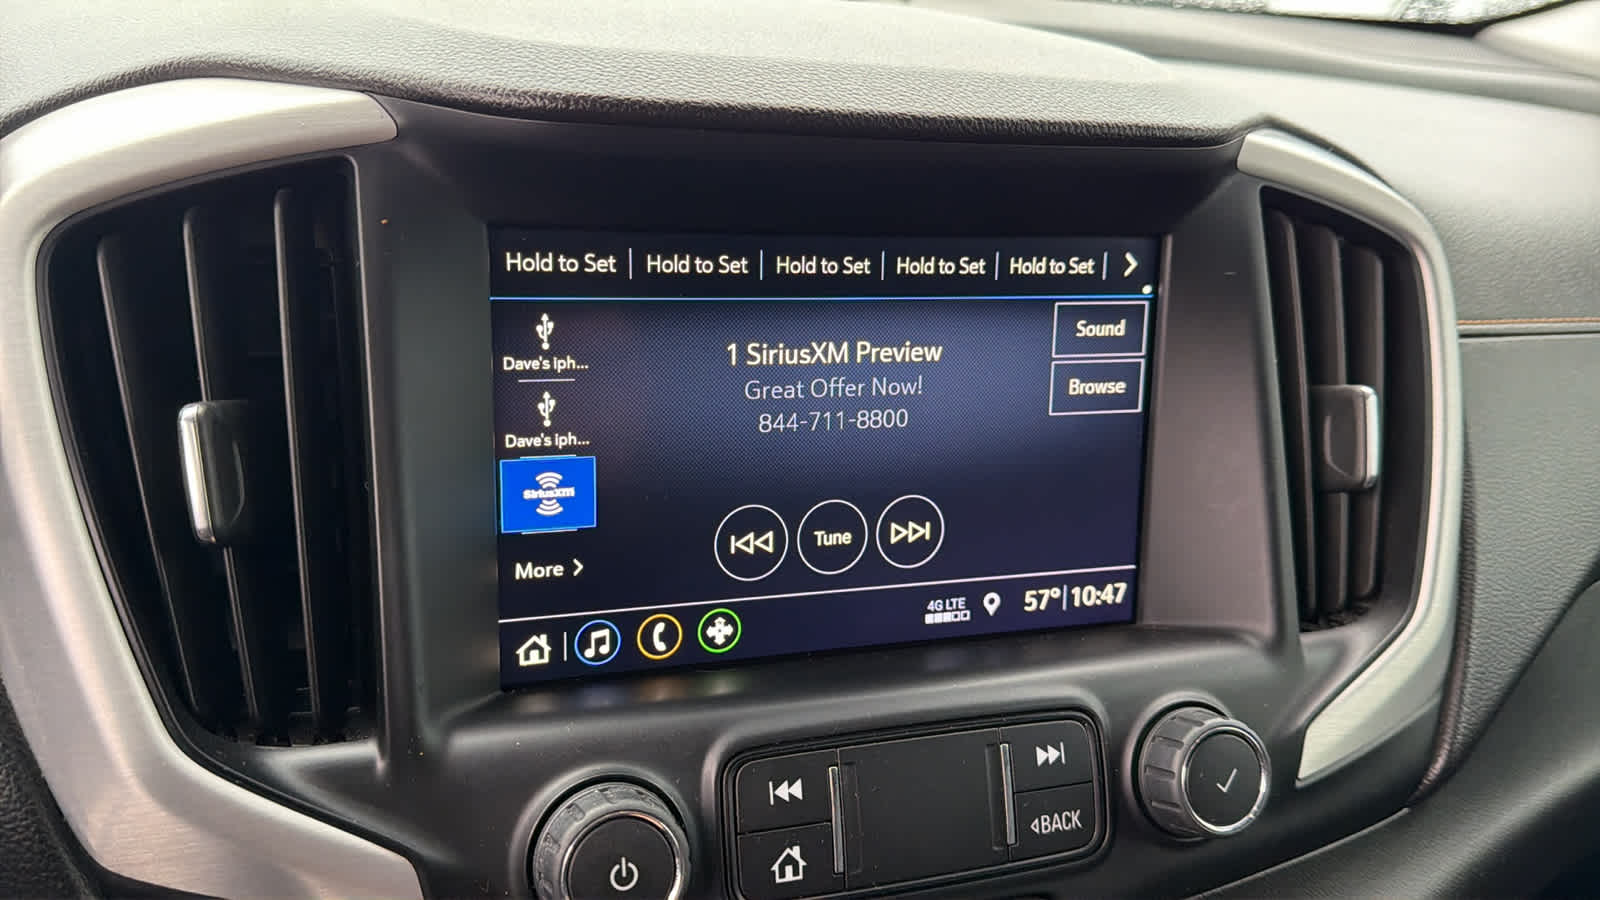 Hold to Set | Hold to Set | Hold to Set | Hold to Set | Hold to Set |
Dave's iph...
Dave's iph...
SiriusXM
More
1 SiriusXM Preview
Great Offer Now!
844-711-8800
Sound
Browse
Tune
4G LTE
57° | 10:47
BACK